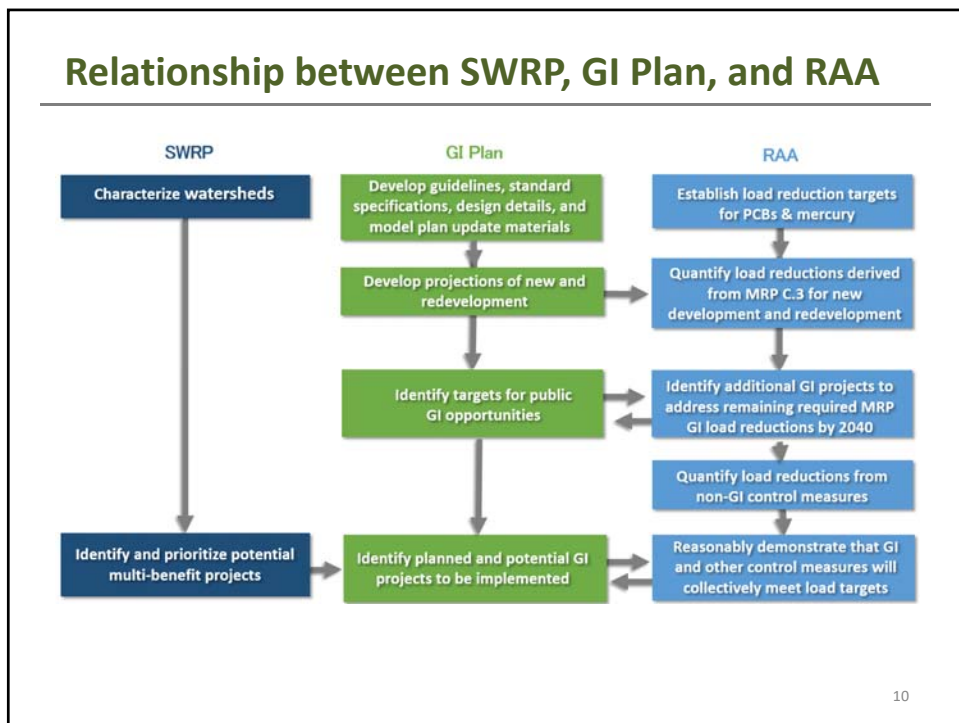 Relationship between SWRP, GI Plan, and RAA
SWRP
Characterize watersheds
Identify and prioritize potential
multi-benefit projects
GI Plan
Develop guidelines, standard
specifications, design details, and
model plan update materials
Develop projections of new and
redevelopment
Identify targets for public
GI opportunities
Identify planned and potential GI
projects to be implemented
RAA
Establish load reduction targets
for PCBs & mercury
Quantify load reductions derived
from MRP C.3 for new
development and redevelopment
Identify additional GI projects to
address remaining required MRP
GI load reductions by 2040
Quantify load reductions from
non-GI control measures
Reasonably demonstrate that GI
and other control measures will
collectively meet load targets
10